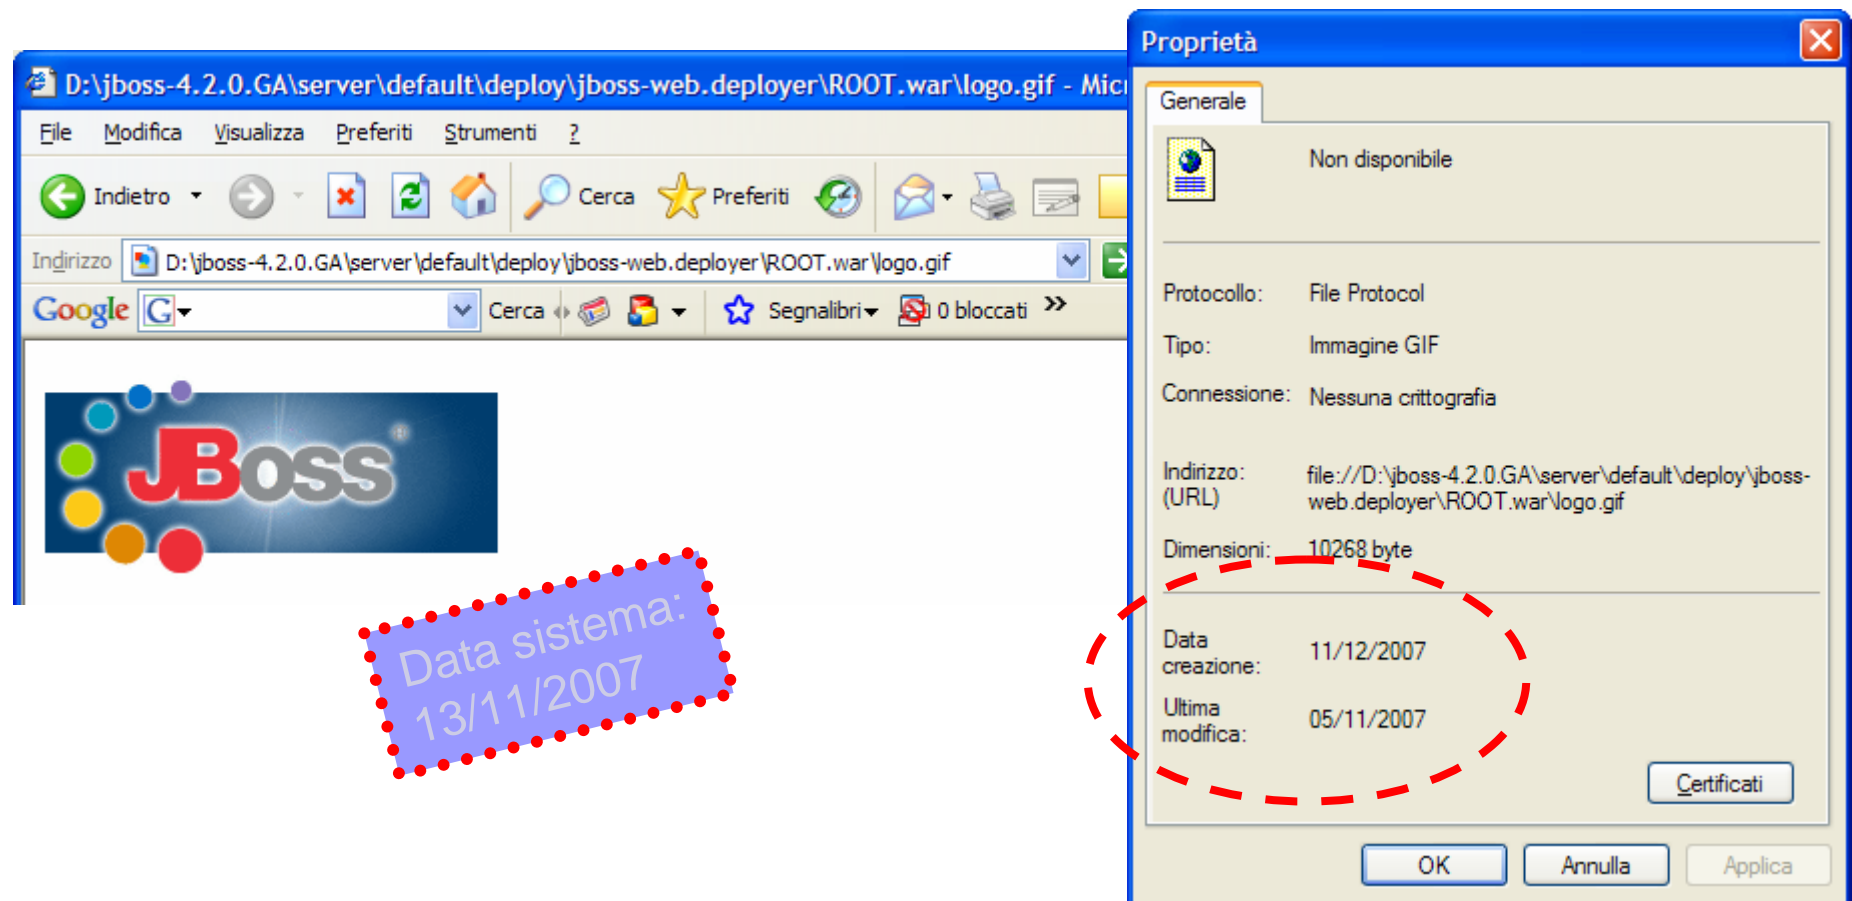 D:\jboss-4.2.0.GA\server\default\deploy\jboss-web.deployer\ROOT.war\logo.gif - Micr
File Modifica Visualizza Preferiti Strumenti ?
Indietro Cerca Preferiti
Indirizzo D:\jboss-4.2.0.GA\server\default\deploy\jboss-web.deployer\ROOT.war\logo.gif
Google G Cerca Segnalibri 0 bloccati »
JBoss®
Data sistema:
13/11/2007
Proprietà
Generale
Non disponibile
Protocollo: File Protocol
Tipo: Immagine GIF
Connessione: Nessuna crittografia
Indirizzo: file://D:\jboss-4.2.0.GA\server\default\deploy\jboss-
(URL) web.deployer\ROOT.war\logo.gif
Dimensioni: 10268 byte
Data
creazione: 11/12/2007
Ultima
modifica: 05/11/2007
Certificati
OK Annulla Applica